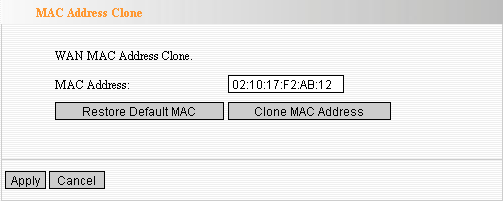 MAC Address Clone
WAN MAC Address Clone.
MAC Address: 02:10:17:F2:AB:12
Restore Default MAC Clone MAC Address
Apply Cancel